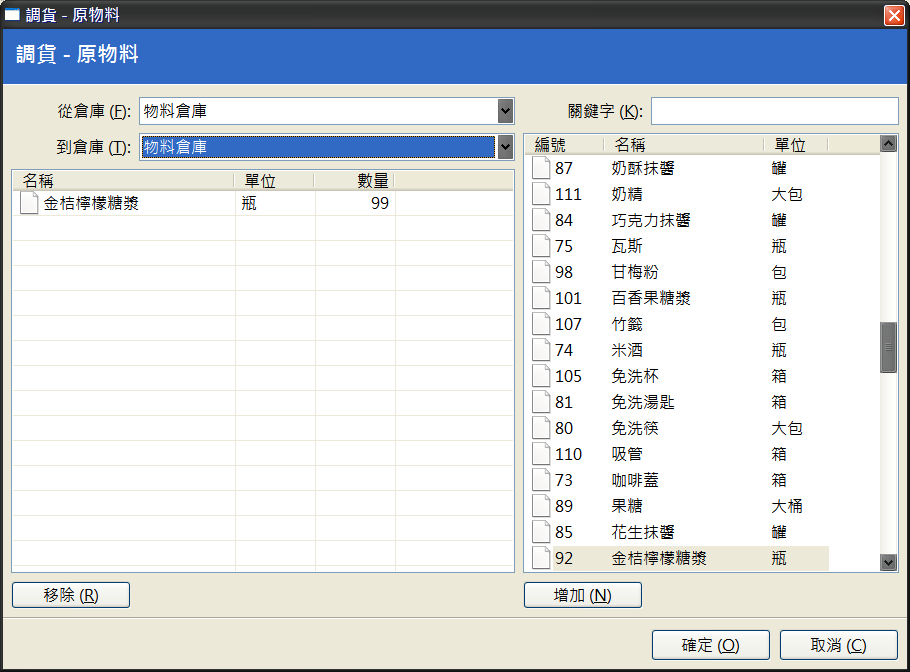 調貨 - 原物料
調貨 - 原物料
從倉庫 (F): 物料倉庫
到倉庫 (T): 物料倉庫
名稱 單位 數量
金桔檸檬糖漿 瓶 99
移除 (R)
關鍵字 (K):
編號 名稱 單位
87 奶酥抹醬 罐
111 奶精 大包
84 巧克力抹醬 罐
75 瓦斯 瓶
98 甘梅粉 包
101 百香果糖漿 瓶
107 竹籤 包
74 米酒 瓶
105 免洗杯 箱
81 免洗湯匙 箱
80 免洗筷 大包
110 吸管 箱
73 咖啡蓋 箱
89 果糖 大桶
85 花生抹醬 罐
92 金桔檸檬糖漿 瓶
增加 (N)
確定 (O) 取消 (C)